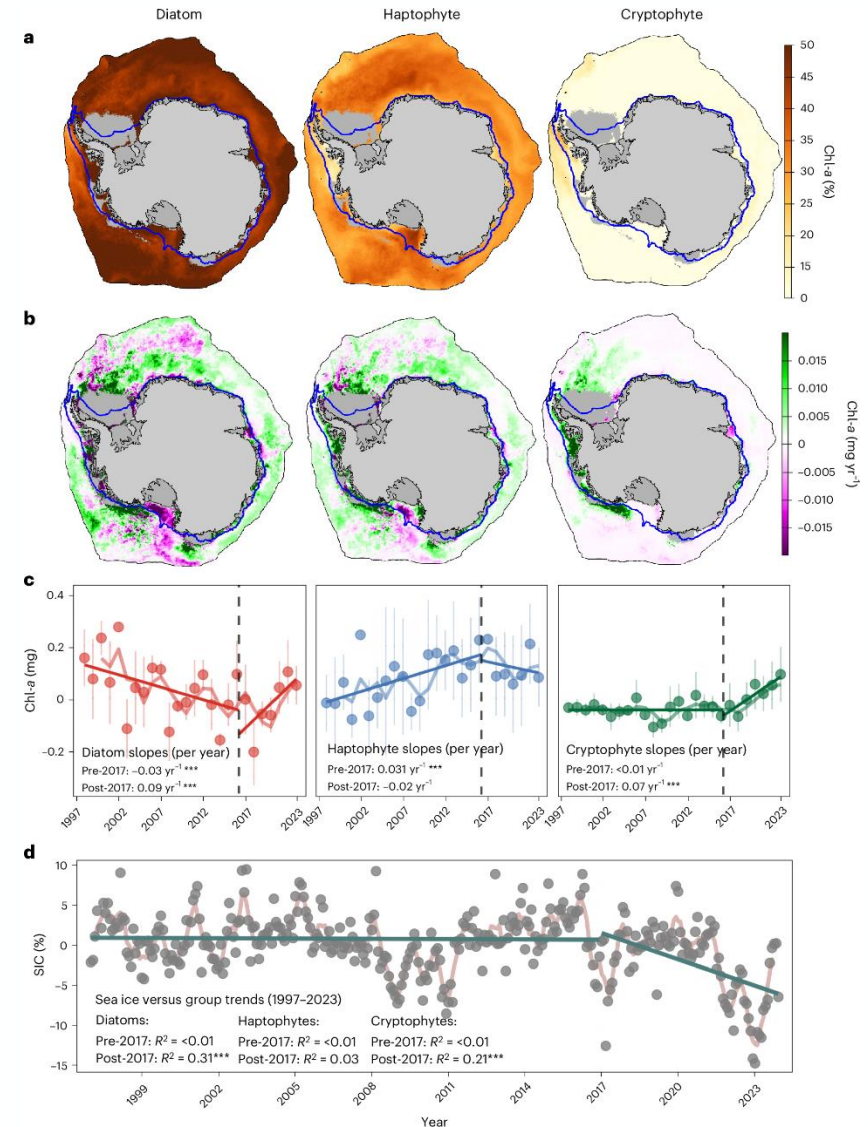 Diatom
Haptophyte
Cryptophyte
a
50
45
40
35
30
25
20
15
10
0
Chl-a (%)
b
0.015
0.010
0.005
0
−0.005
−0.010
−0.015
Chl-a (mg yr⁻¹)
c
0.4
0.2
0
−0.2
Chl-a (mg)
Diatom slopes (per year)
Pre-2017: −0.03 yr⁻¹ ***
Post-2017: 0.09 yr⁻¹ ***
1997
2002
2007
2012
2017
2023
Haptophyte slopes (per year)
Pre-2017: 0.031 yr⁻¹ ***
Post-2017: −0.02 yr⁻¹
1997
2002
2007
2012
2017
2023
Cryptophyte slopes (per year)
Pre-2017: <0.01 yr⁻¹
Post-2017: 0.07 yr⁻¹ ***
1997
2002
2007
2012
2017
2023
d
10
5
0
−5
−10
−15
SIC (%)
Sea ice versus group trends (1997–2023)
Diatoms: Haptophytes: Cryptophytes:
Pre-2017: R² = <0.01 Pre-2017: R² = <0.01 Pre-2017: R² = <0.01
Post-2017: R² = 0.31*** Post-2017: R² = 0.03 Post-2017: R² = 0.21***
1999
2002
2005
2008
2011
2014
2017
2020
2023
Year